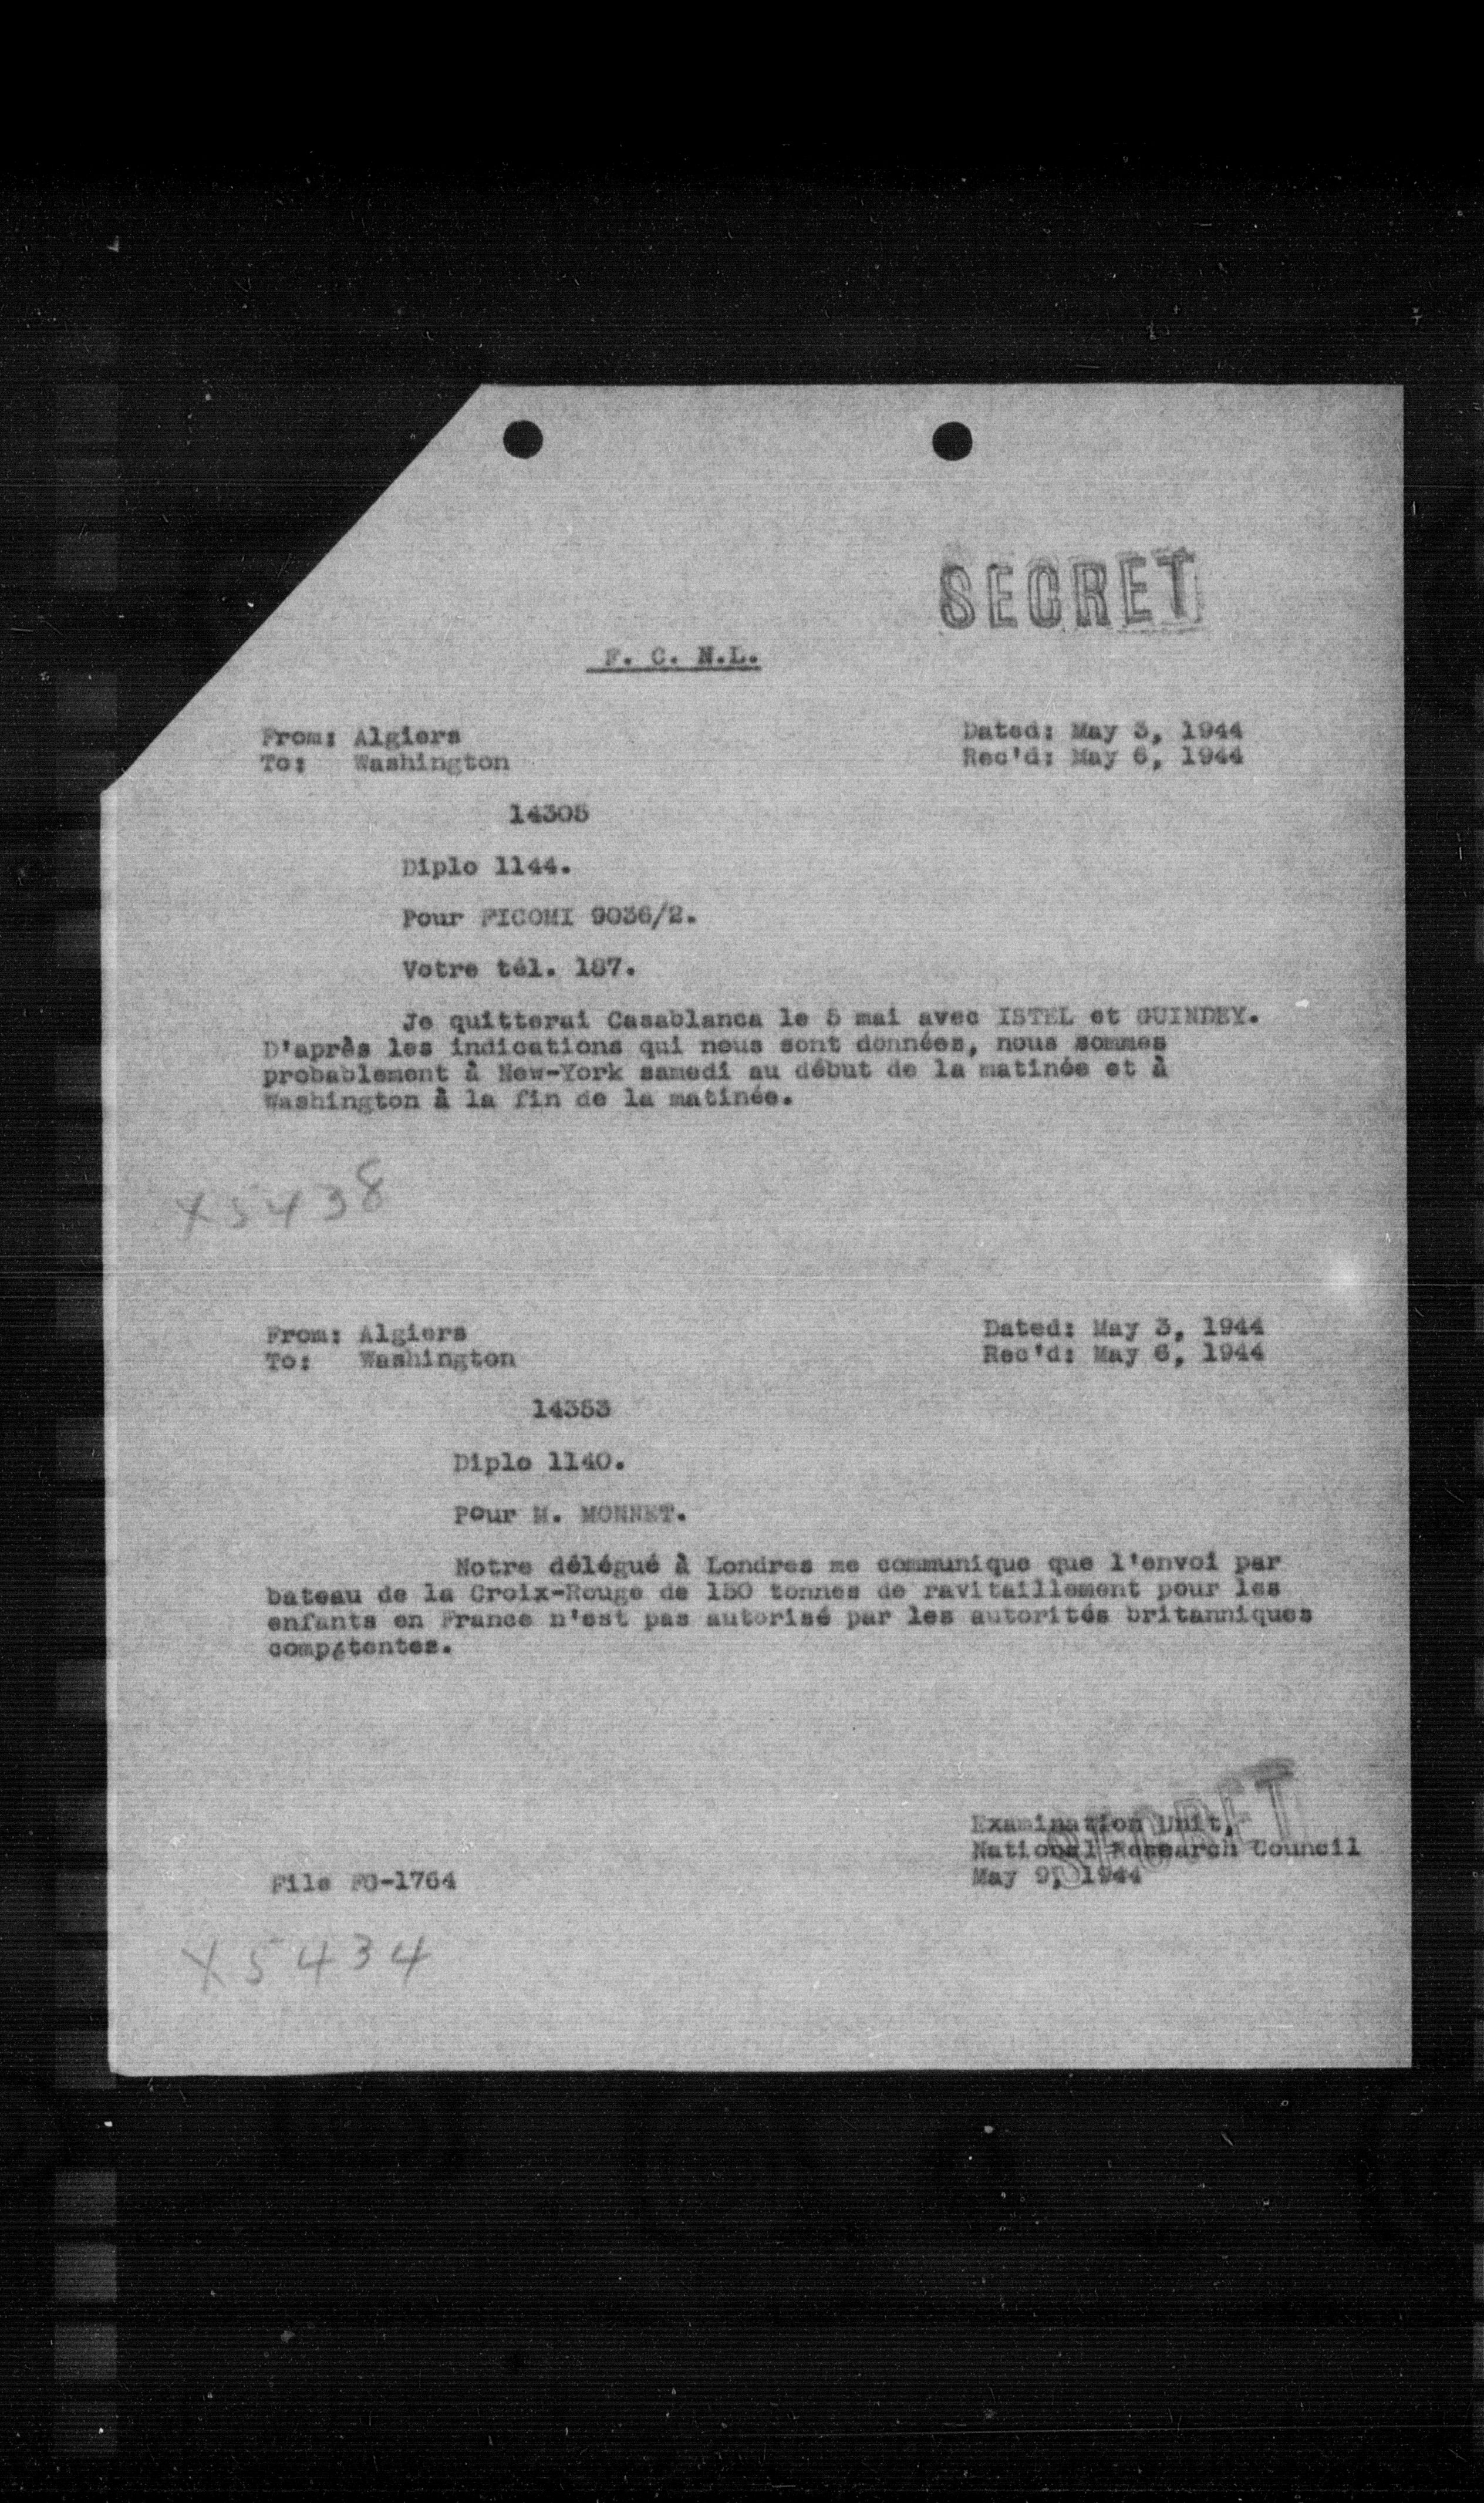 SECRET
F. C. N.L.
From: Algiers
To: Washington
Dated: May 3, 1944
Rec'd: May 6, 1944
14305
Diplo 1144.
Pour FICOMI 9036/2.
Votre tél. 187.
Je quitterai Casablanca le 5 mai avec ISTEL et GUINDEY.
D'après les indications qui nous sont données, nous sommes
probablement à New-York samedi au début de la matinée et à
Washington à la fin de la matinée.
X5438
From: Algiers
To: Washington
Dated: May 3, 1944
Rec'd: May 6, 1944
14353
Diplo 1140.
Pour M. MONNET.
Notre délégué à Londres me communique que l'envoi par
bateau de la Croix-Rouge de 150 tonnes de ravitaillement pour les
enfants en France n'est pas autorisé par les autorités britanniques
compétentes.
SECRET
Examination Unit,
National Research Council
May 9, 1944
File FG-1764
X5434